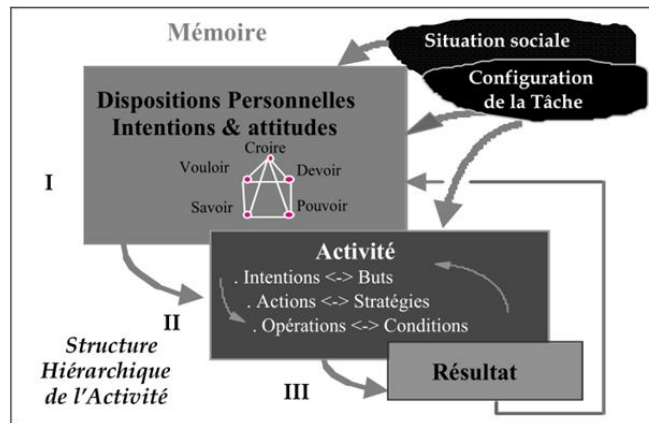 Mémoire
Situation sociale
Configuration
de la Tâche
Dispositions Personnelles
Intentions & attitudes
Croire
Vouloir
Devoir
Savoir
Pouvoir
I
Activité
. Intentions <-> Buts
. Actions <-> Stratégies
. Opérations <-> Conditions
II
Structure
Hiérarchique
de l'Activité
III
Résultat